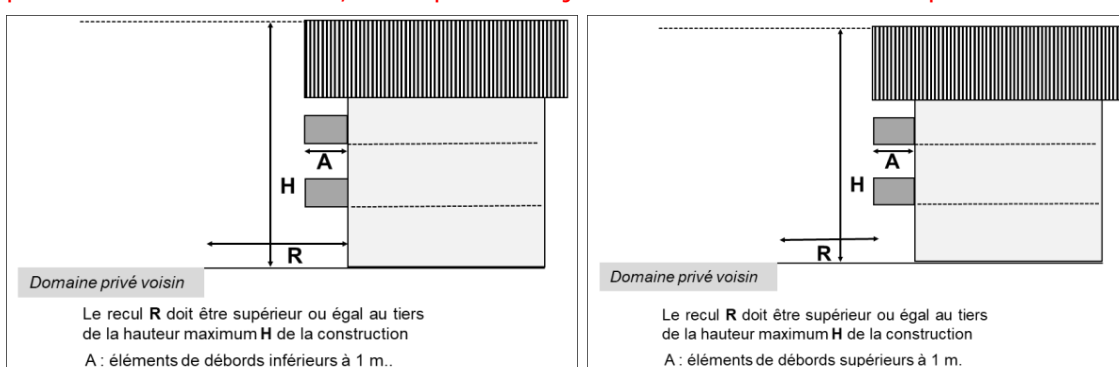 A
H
R
Domaine privé voisin
Le recul R doit être supérieur ou égal au tiers
de la hauteur maximum H de la construction
A : éléments de débords inférieurs à 1 m..
A
H
R
Domaine privé voisin
Le recul R doit être supérieur ou égal au tiers
de la hauteur maximum H de la construction
A : éléments de débords supérieurs à 1 m.